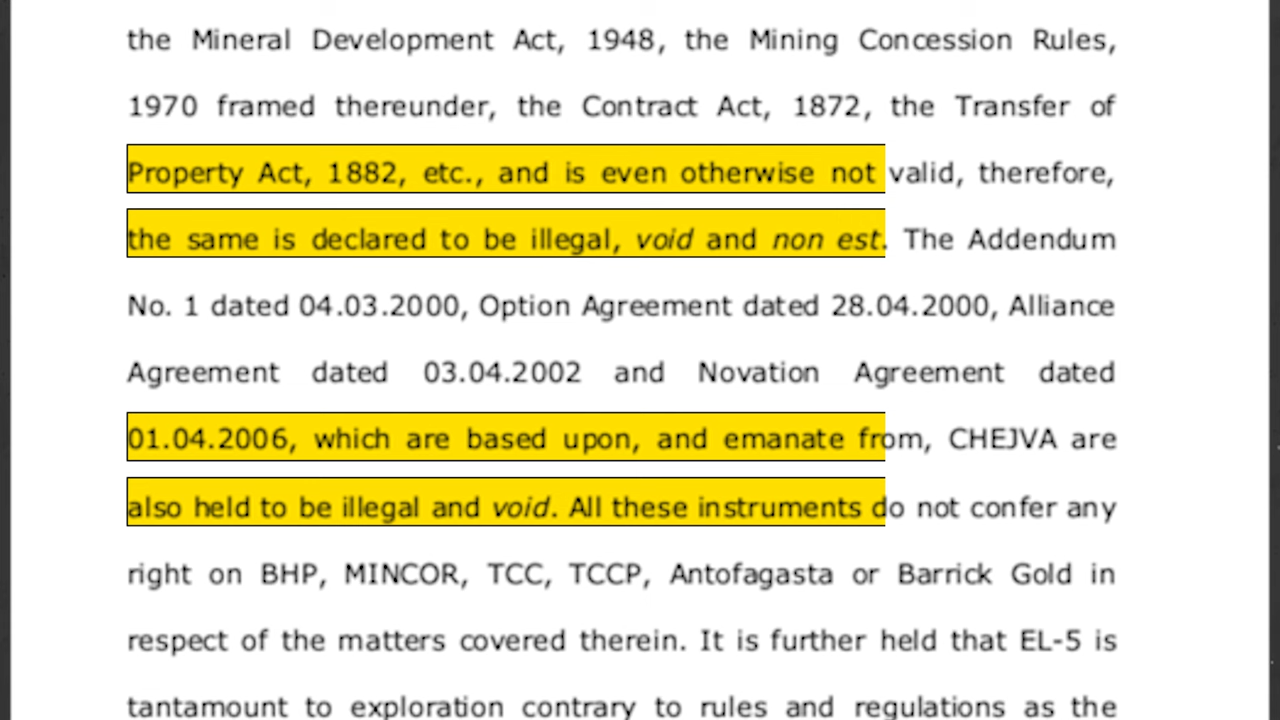 the Mineral Development Act, 1948, the Mining Concession Rules,
1970 framed thereunder, the Contract Act, 1872, the Transfer of
Property Act, 1882, etc., and is even otherwise not valid, therefore,
the same is declared to be illegal, void and non est. The Addendum
No. 1 dated 04.03.2000, Option Agreement dated 28.04.2000, Alliance
Agreement dated 03.04.2002 and Novation Agreement dated
01.04.2006, which are based upon, and emanate from, CHEJVA are
also held to be illegal and void. All these instruments do not confer any
right on BHP, MINCOR, TCC, TCCP, Antofagasta or Barrick Gold in
respect of the matters covered therein. It is further held that EL-5 is
tantamount to exploration contrary to rules and regulations as the